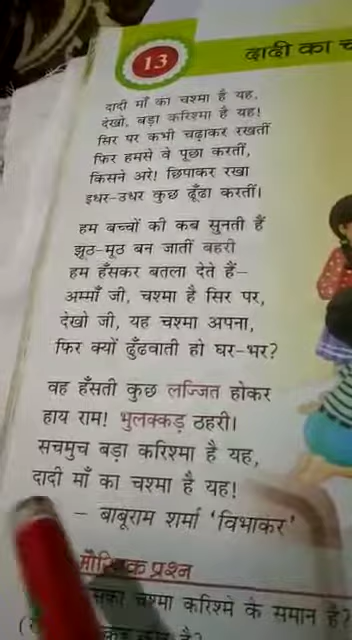 13
दादी का
दादी माँ का चश्मा है यह,
देखो, बड़ा करिश्मा है यह!
सिर पर कभी चढ़ाकर रखतीं
फिर हमसे वे पूछा करतीं,
किसने अरे! छिपाकर रखा
इधर-उधर कुछ ढूँढा करतीं।
हम बच्चों की कब सुनती हैं
झूठ-मूठ बन जातीं बहरी
हम हँसकर बतला देते हैं-
अम्माँ जी, चश्मा है सिर पर,
देखो जी, यह चश्मा अपना,
फिर क्यों ढुँढवाती हो घर-भर?
वह हँसती कुछ लज्जित होकर
हाय राम! भुलक्कड़ ठहरी।
सचमुच बड़ा करिश्मा है यह,
दादी माँ का चश्मा है यह!
- बाबूराम शर्मा 'विभाकर'
मौखिक प्रश्न
चश्मा करिश्मे के समान है?